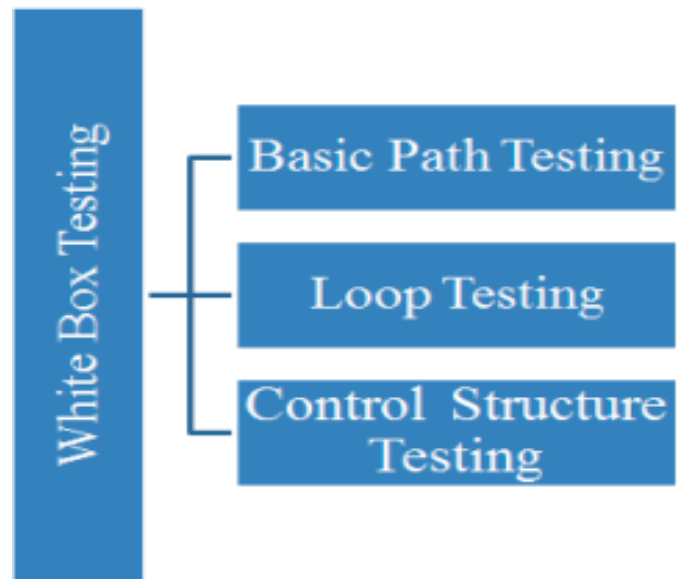 White Box Testing
Basic Path Testing
Loop Testing
Control Structure
Testing